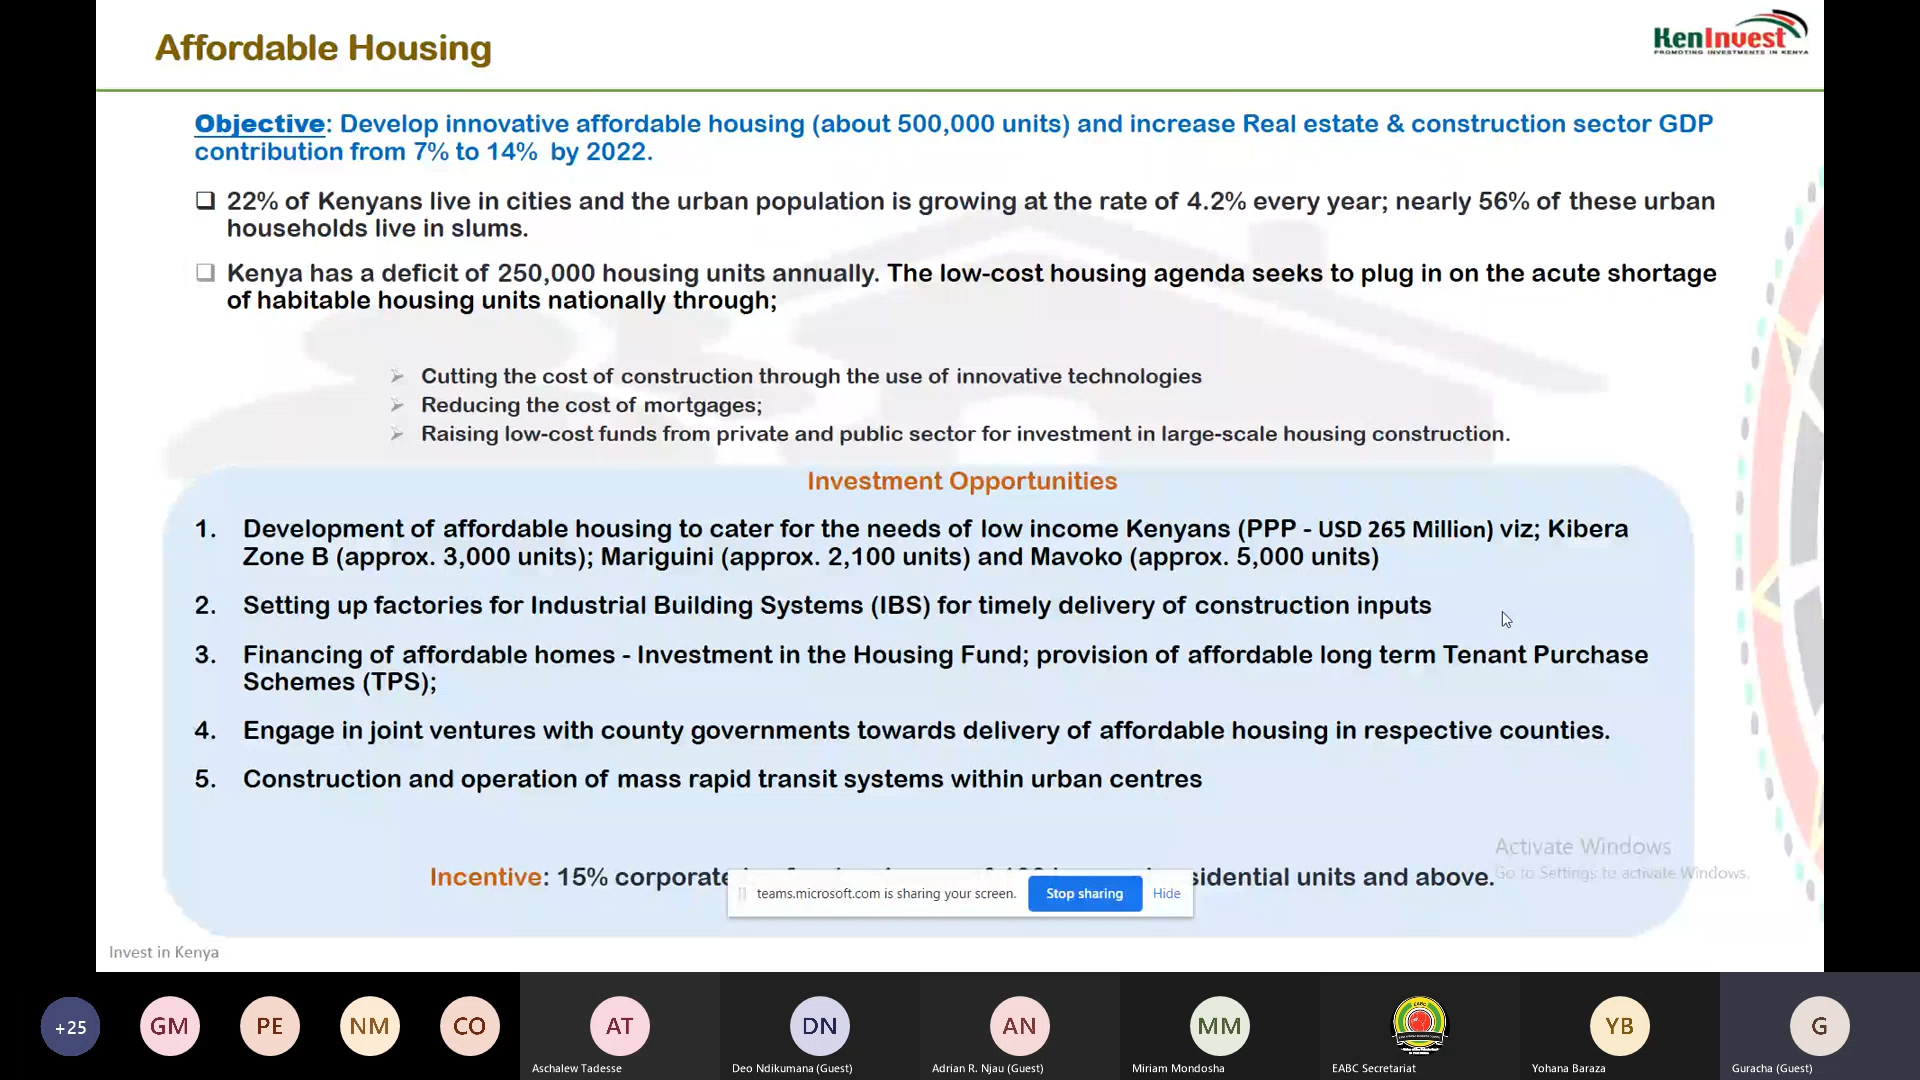 Affordable Housing
KenInvest
PROMOTING INVESTMENTS IN KENYA
Objective: Develop innovative affordable housing (about 500,000 units) and increase Real estate & construction sector GDP
contribution from 7% to 14% by 2022.
22% of Kenyans live in cities and the urban population is growing at the rate of 4.2% every year; nearly 56% of these urban
households live in slums.
Kenya has a deficit of 250,000 housing units annually. The low-cost housing agenda seeks to plug in on the acute shortage
of habitable housing units nationally through;
Cutting the cost of construction through the use of innovative technologies
Reducing the cost of mortgages;
Raising low-cost funds from private and public sector for investment in large-scale housing construction.
Investment Opportunities
1. Development of affordable housing to cater for the needs of low income Kenyans (PPP - USD 265 Million) viz; Kibera
Zone B (approx. 3,000 units); Mariguini (approx. 2,100 units) and Mavoko (approx. 5,000 units)
2. Setting up factories for Industrial Building Systems (IBS) for timely delivery of construction inputs
3. Financing of affordable homes - Investment in the Housing Fund; provision of affordable long term Tenant Purchase
Schemes (TPS);
4. Engage in joint ventures with county governments towards delivery of affordable housing in respective counties.
5. Construction and operation of mass rapid transit systems within urban centres
Activate Windows
Go to Settings to activate Windows.
Incentive: 15% corporate units and above.
teams.microsoft.com is sharing your screen. Stop sharing Hide
Invest in Kenya
+25 GM PE NM CO AT DN AN MM EABC YB G
Aschalew Tadesse Deo Ndikumana (Guest) Adrian R. Njau (Guest) Miriam Mondosha EABC Secretariat Yohana Baraza Guracha (Guest)